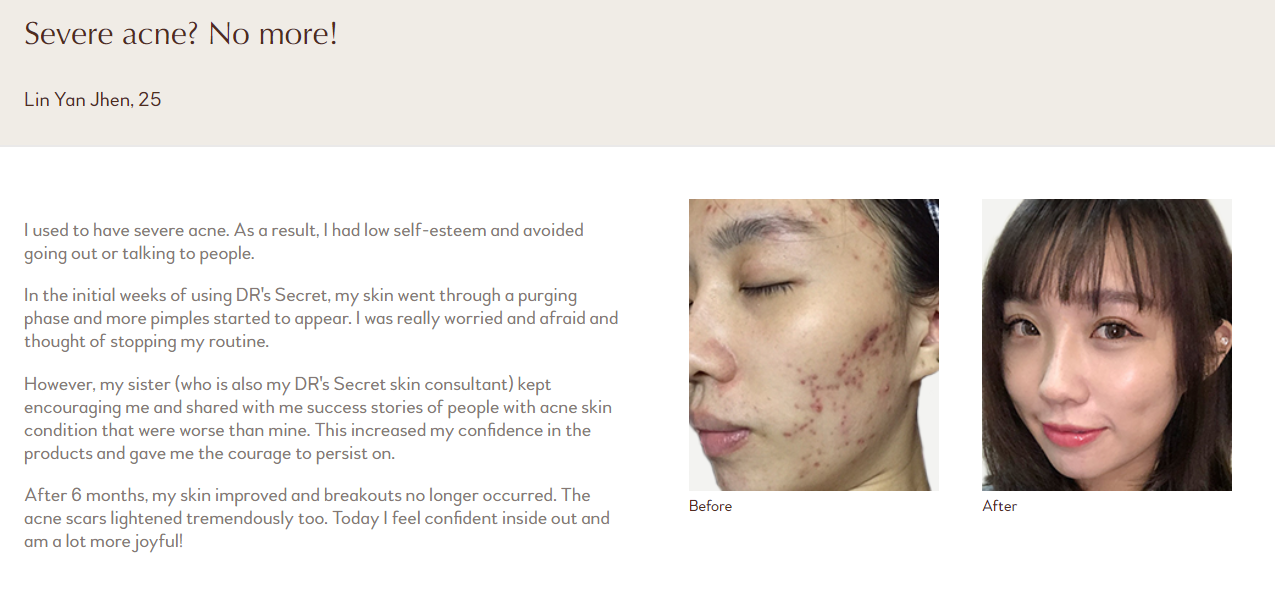 Severe acne? No more!
Lin Yan Jhen, 25
I used to have severe acne. As a result, I had low self-esteem and avoided
going out or talking to people.
In the initial weeks of using DR's Secret, my skin went through a purging
phase and more pimples started to appear. I was really worried and afraid and
thought of stopping my routine.
However, my sister (who is also my DR's Secret skin consultant) kept
encouraging me and shared with me success stories of people with acne skin
condition that were worse than mine. This increased my confidence in the
products and gave me the courage to persist on.
After 6 months, my skin improved and breakouts no longer occurred. The
acne scars lightened tremendously too. Today I feel confident inside out and
am a lot more joyful!
Before
After